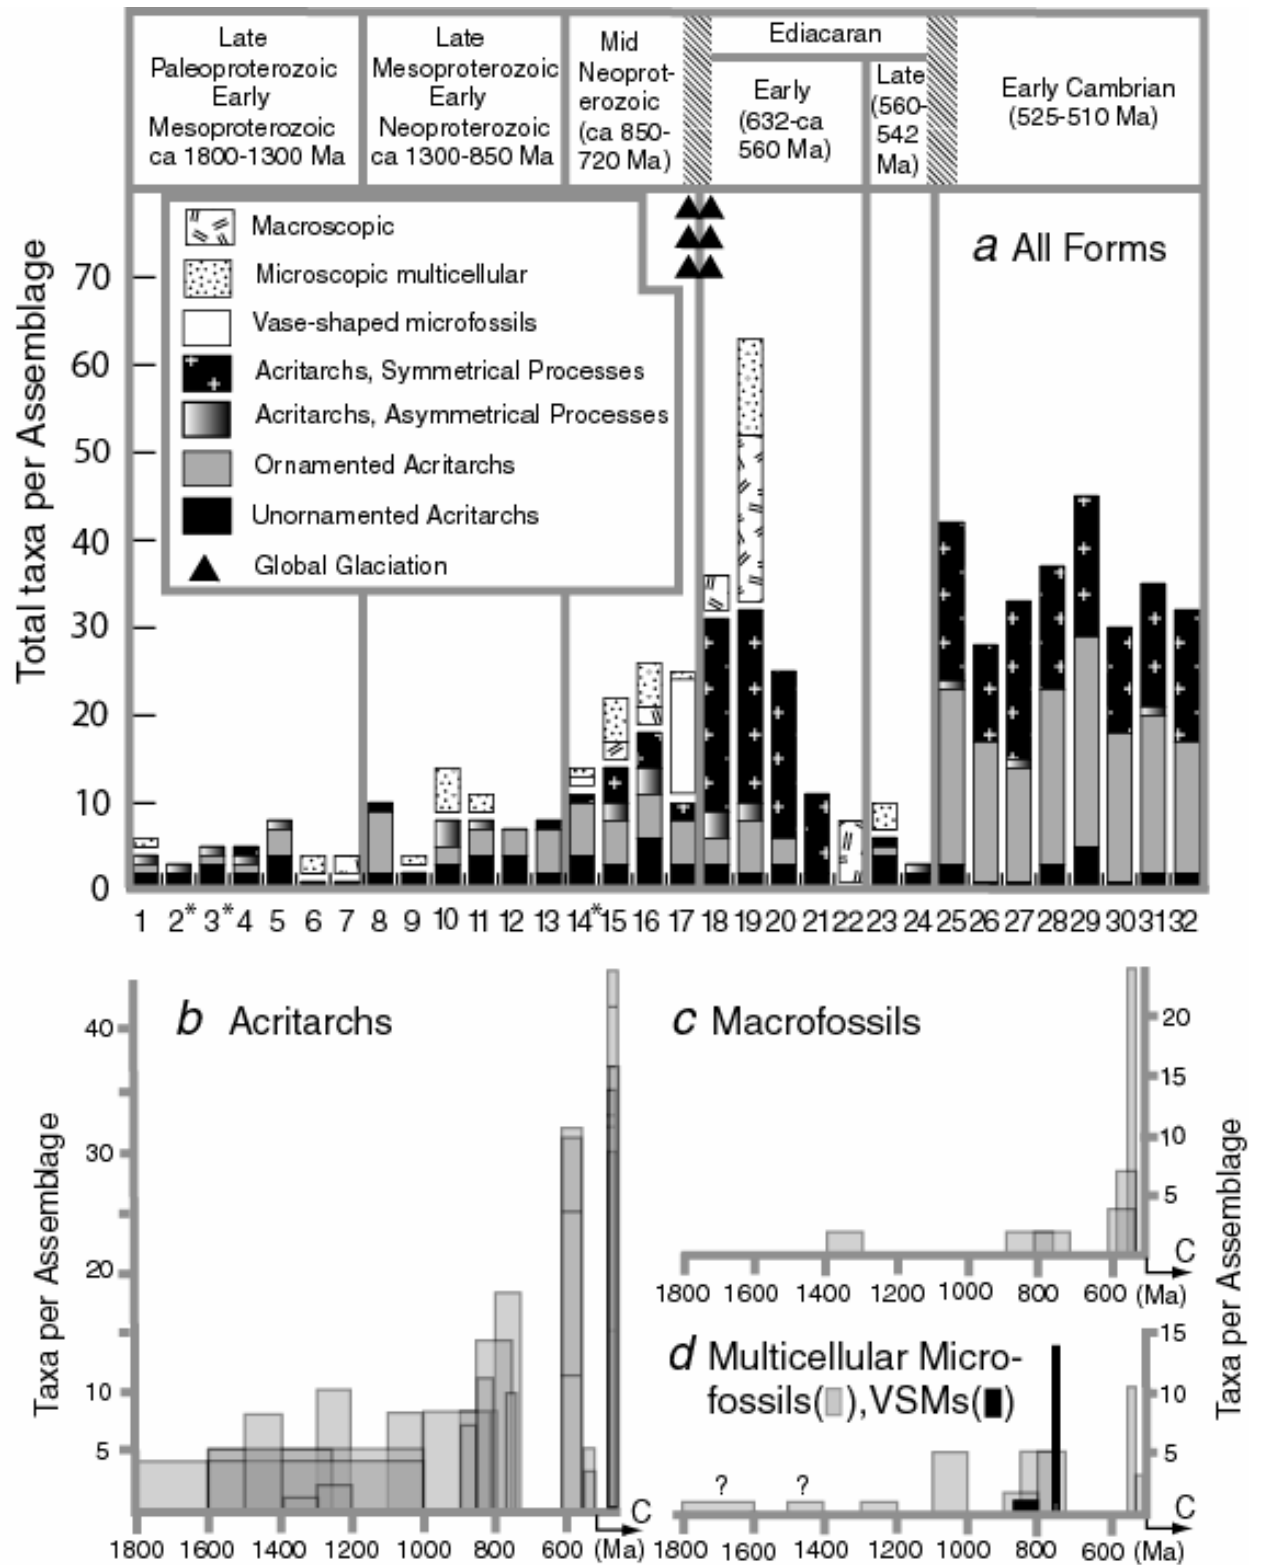 Late
Paleoproterozoic
Early
Mesoproterozoic
ca 1800-1300 Ma
Late
Mesoproterozoic
Early
Neoproterozoic
ca 1300-850 Ma
Mid
Neoprot-
erozoic
(ca 850-
720 Ma)
Ediacaran
Early
(632-ca
560 Ma)
Late
(560-
542
Ma)
Early Cambrian
(525-510 Ma)
Macroscopic
Microscopic multicellular
Vase-shaped microfossils
Acritarchs, Symmetrical Processes
Acritarchs, Asymmetrical Processes
Ornamented Acritarchs
Unornamented Acritarchs
Global Glaciation
a All Forms
Total taxa per Assemblage
70
60
50
40
30
20
10
0
1 2* 3* 4 5 6 7 8 9 10 11 12 13 14* 15 16 17 18 19 20 21 22 23 24 25 26 27 28 29 30 31 32
b Acritarchs
Taxa per Assemblage
40
30
20
10
5
C
1800 1600 1400 1200 1000 800 600 (Ma)
c Macrofossils
20
15
10
5
C
1800 1600 1400 1200 1000 800 600 (Ma)
Taxa per Assemblage
d Multicellular Micro-
fossils( ),VSMs( )
15
10
5
? ?
C
1800 1600 1400 1200 1000 800 600 (Ma)